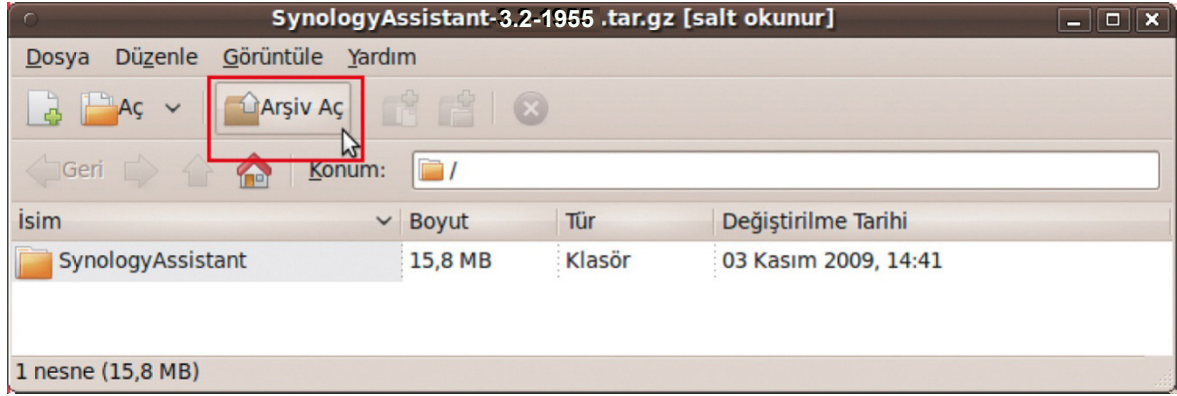 SynologyAssistant-3.2-1955 .tar.gz [salt okunur]
Dosya Düzenle Görüntüle Yardım
Aç Arşiv Aç
Geri Konum: /
İsim Boyut Tür Değiştirilme Tarihi
SynologyAssistant 15,8 MB Klasör 03 Kasım 2009, 14:41
1 nesne (15,8 MB)